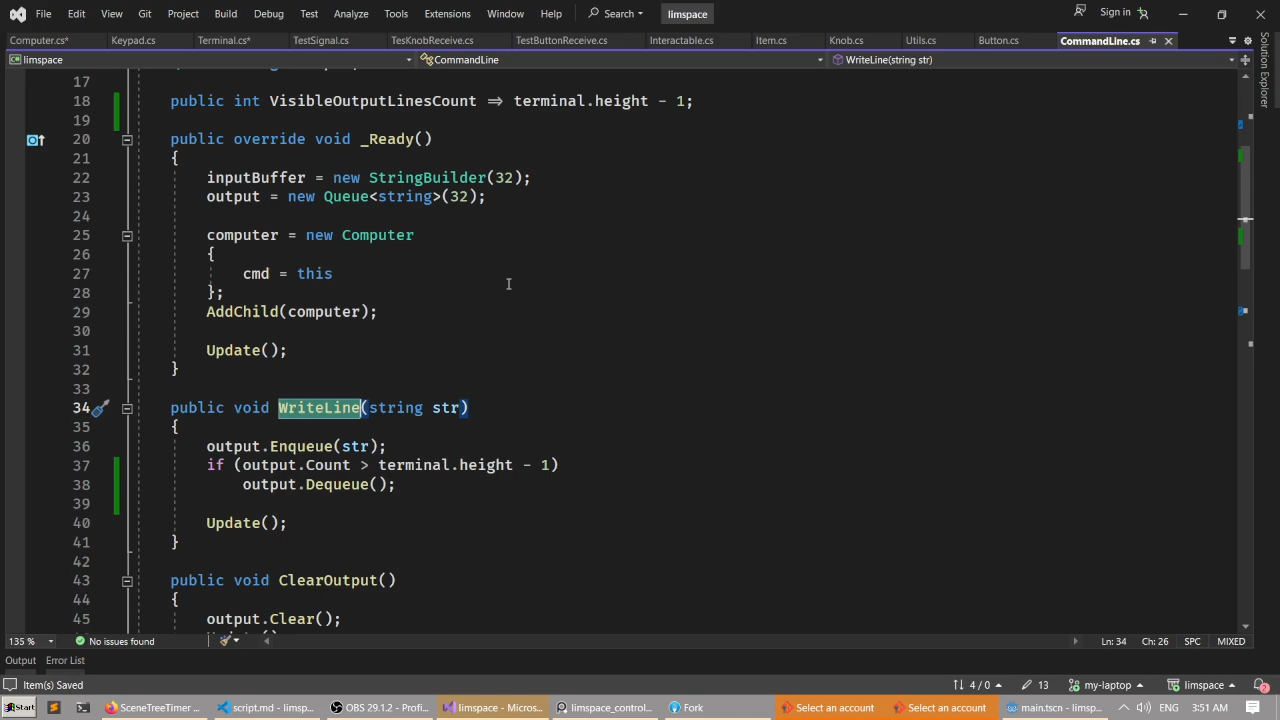 File Edit View Git Project Build Debug Test Analyze Tools Extensions Window Help Search limspace Sign in
Computer.cs* Keypad.cs Terminal.cs* TestSignal.cs TesKnobReceive.cs TestButtonReceive.cs Interactable.cs Item.cs Knob.cs Utils.cs Button.cs CommandLine.cs
limspace CommandLine WriteLine(string str)
17
18 public int VisibleOutputLinesCount => terminal.height - 1;
19
20 public override void _Ready()
21 {
22 inputBuffer = new StringBuilder(32);
23 output = new Queue<string>(32);
24
25 computer = new Computer
26 {
27 cmd = this
28 };
29 AddChild(computer);
30
31 Update();
32 }
33
34 public void WriteLine(string str)
35 {
36 output.Enqueue(str);
37 if (output.Count > terminal.height - 1)
38 output.Dequeue();
39
40 Update();
41 }
42
43 public void ClearOutput()
44 {
45 output.Clear();
135 % No issues found Ln: 34 Ch: 26 SPC MIXED
Output Error List
Item(s) Saved 4 / 0 13 my-laptop limspace 2
Start SceneTreeTimer ... script.md - limsp... OBS 29.1.2 - Profi... limspace - Micros... limspace_control... Fork Select an account Select an account main.tscn - limsp... ENG 3:51 AM
Solution Explorer